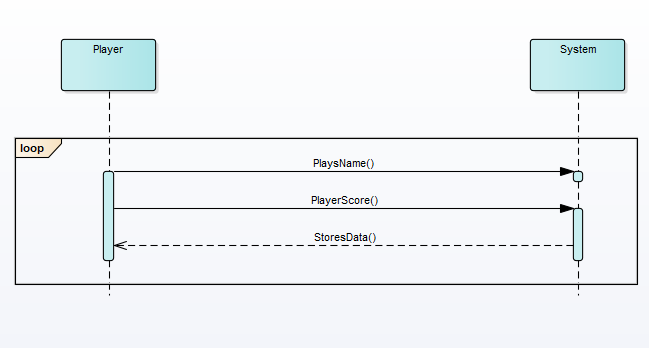 Player
System
loop
PlaysName()
PlayerScore()
StoresData()